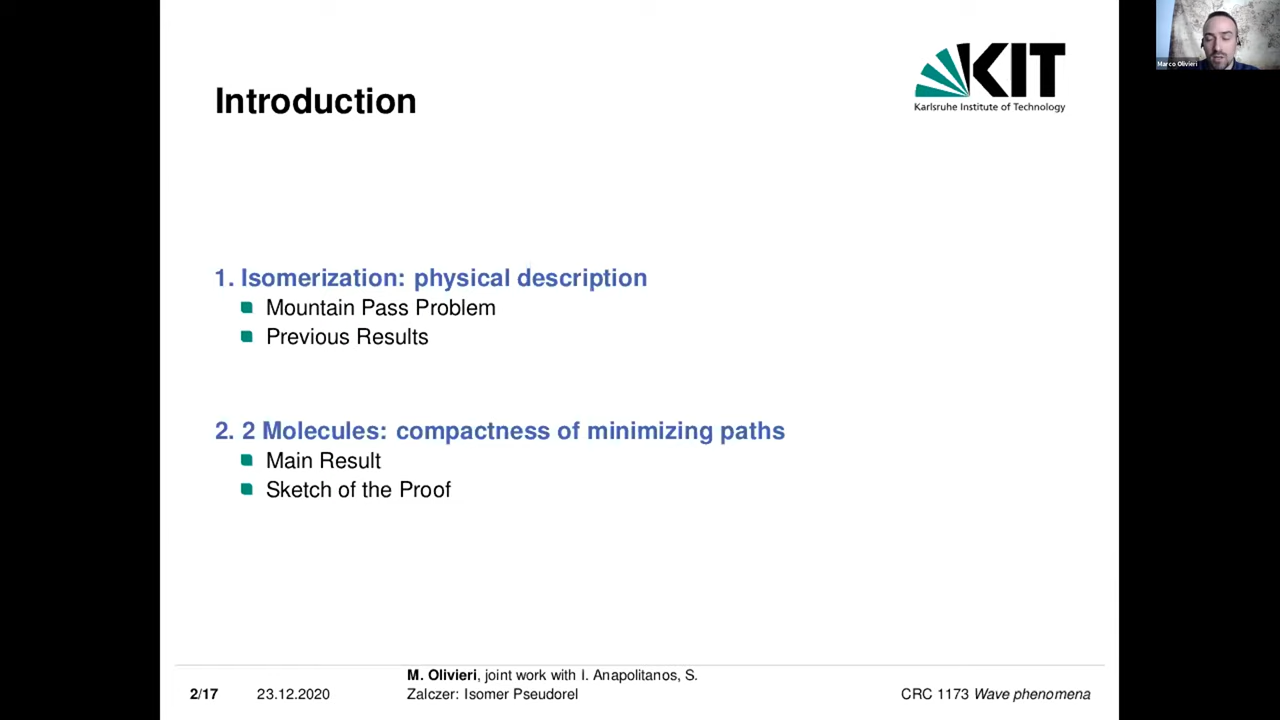 Introduction
KIT
Karlsruhe Institute of Technology
Marco Olivieri
1. Isomerization: physical description
Mountain Pass Problem
Previous Results
2. 2 Molecules: compactness of minimizing paths
Main Result
Sketch of the Proof
M. Olivieri, joint work with I. Anapolitanos, S.
2/17 23.12.2020 Zalczer: Isomer Pseudorel CRC 1173 Wave phenomena